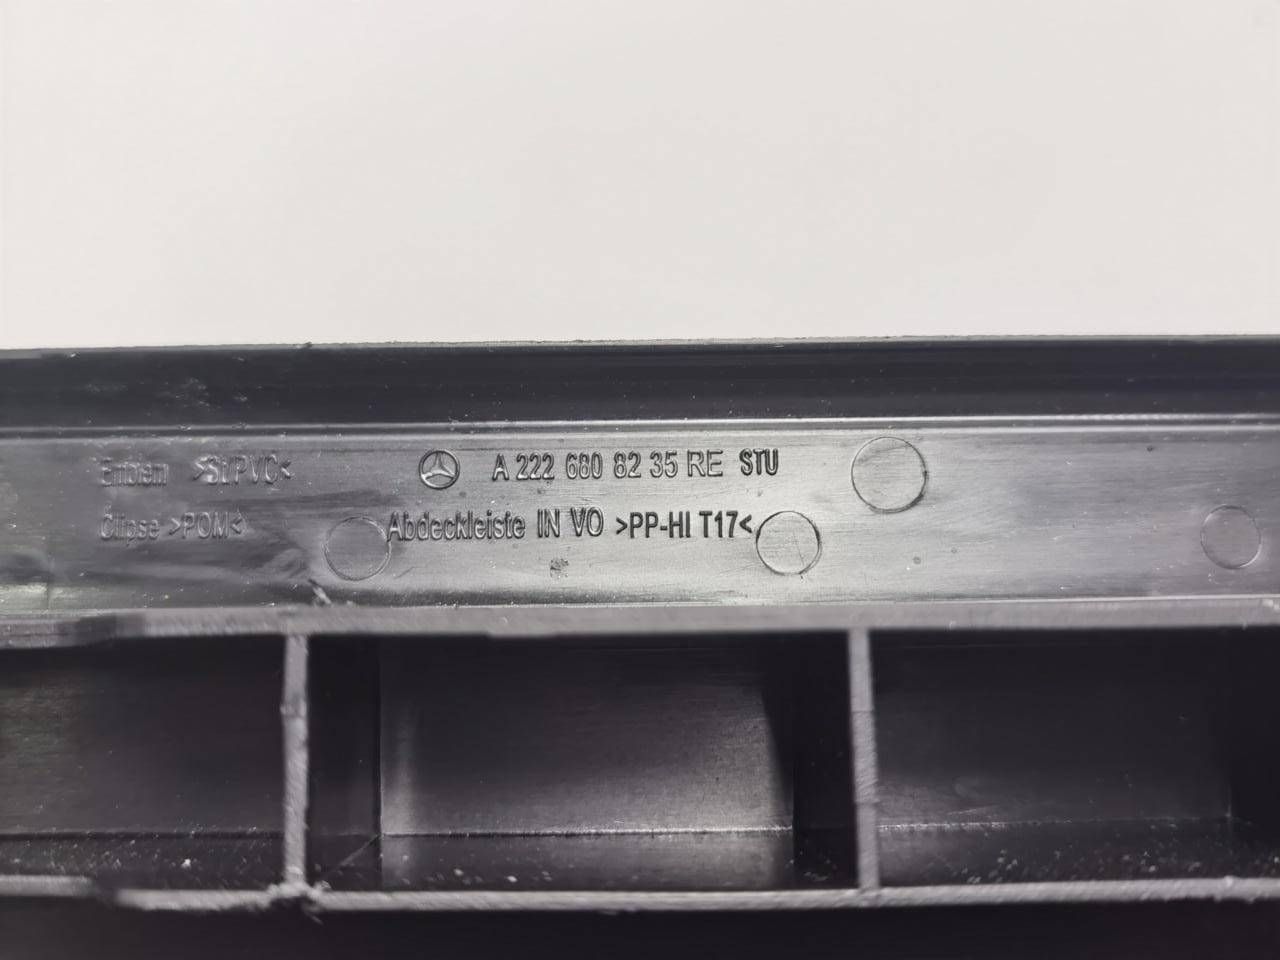 Emblem >St/PVC<
A 222 680 82 35 RE STU
Clipse >POM<
Abdeckleiste IN VO >PP-HI T17<